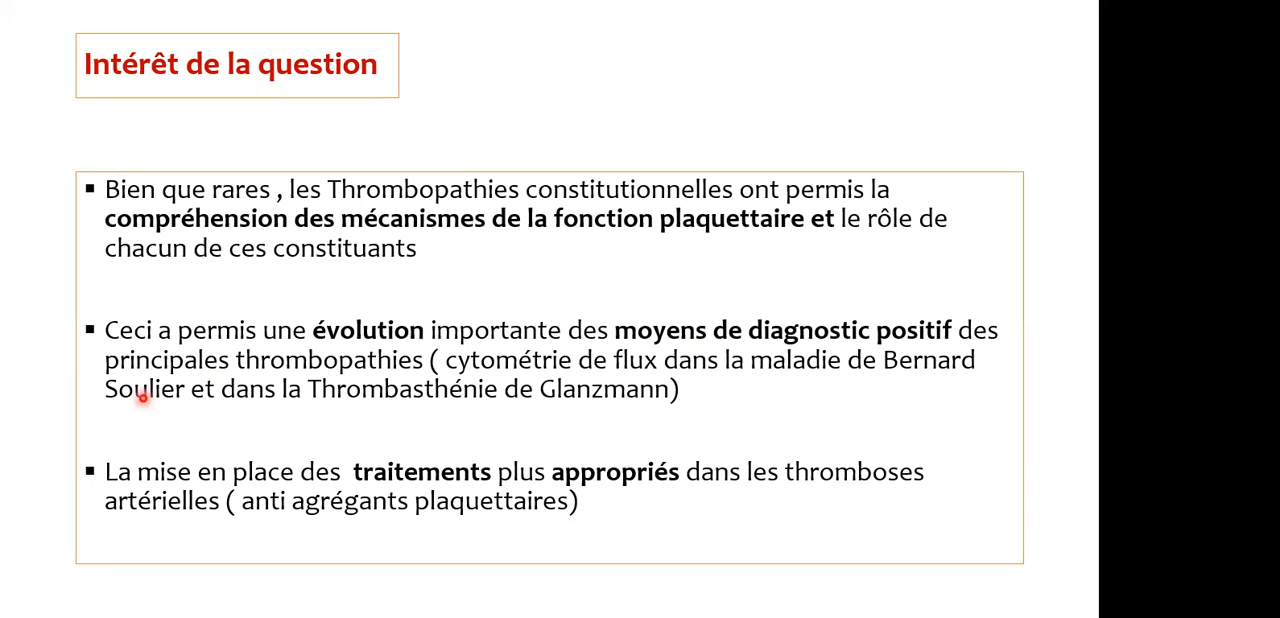 Intérêt de la question
▪ Bien que rares , les Thrombopathies constitutionnelles ont permis la
compréhension des mécanismes de la fonction plaquettaire et le rôle de
chacun de ces constituants
▪ Ceci a permis une évolution importante des moyens de diagnostic positif des
principales thrombopathies ( cytométrie de flux dans la maladie de Bernard
Soulier et dans la Thrombasthénie de Glanzmann)
▪ La mise en place des traitements plus appropriés dans les thromboses
artérielles ( anti agrégants plaquettaires)